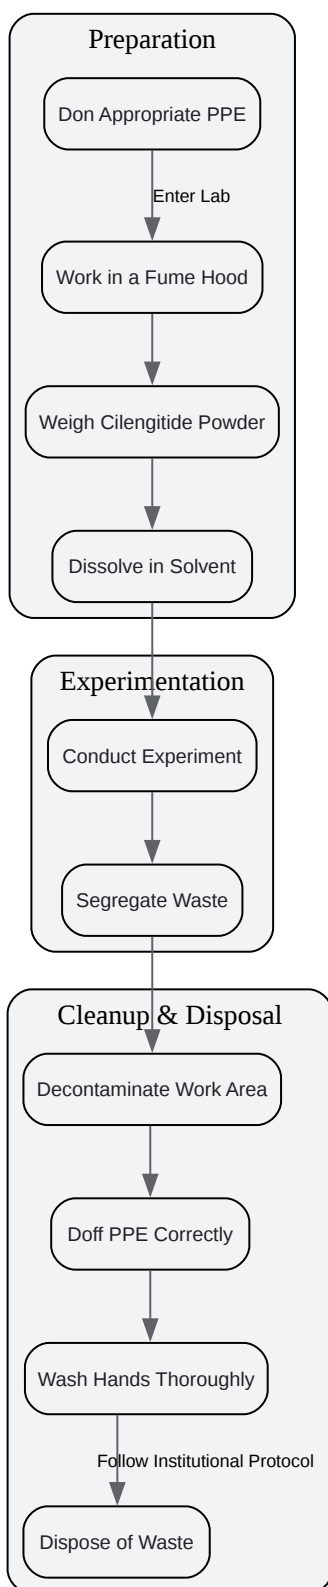 Preparation
Don Appropriate PPE
Enter Lab
Work in a Fume Hood
Weigh Cilengitide Powder
Dissolve in Solvent
Experimentation
Conduct Experiment
Segregate Waste
Cleanup & Disposal
Decontaminate Work Area
Doff PPE Correctly
Wash Hands Thoroughly
Follow Institutional Protocol
Dispose of Waste